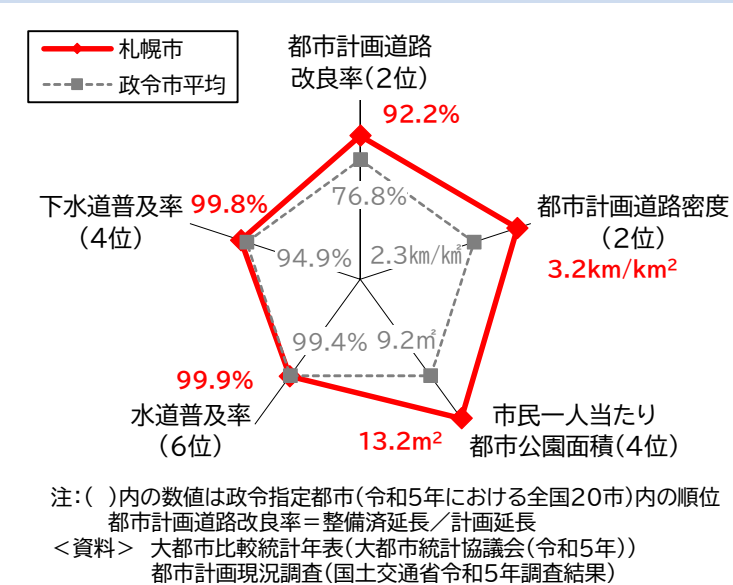 札幌市
政令市平均
都市計画道路
改良率(2位)
92.2%
76.8%
下水道普及率
(4位)
99.8%
94.9%
都市計画道路密度
(2位)
3.2km/km²
2.3㎞/㎢
99.4%
9.2㎡
99.9%
水道普及率
(6位)
13.2m²
市民一人当たり
都市公園面積(4位)
注:( )内の数値は政令指定都市(令和5年における全国20市)内の順位
都市計画道路改良率=整備済延長/計画延長
<資料> 大都市比較統計年表(大都市統計協議会(令和5年))
都市計画現況調査(国土交通省令和5年調査結果)